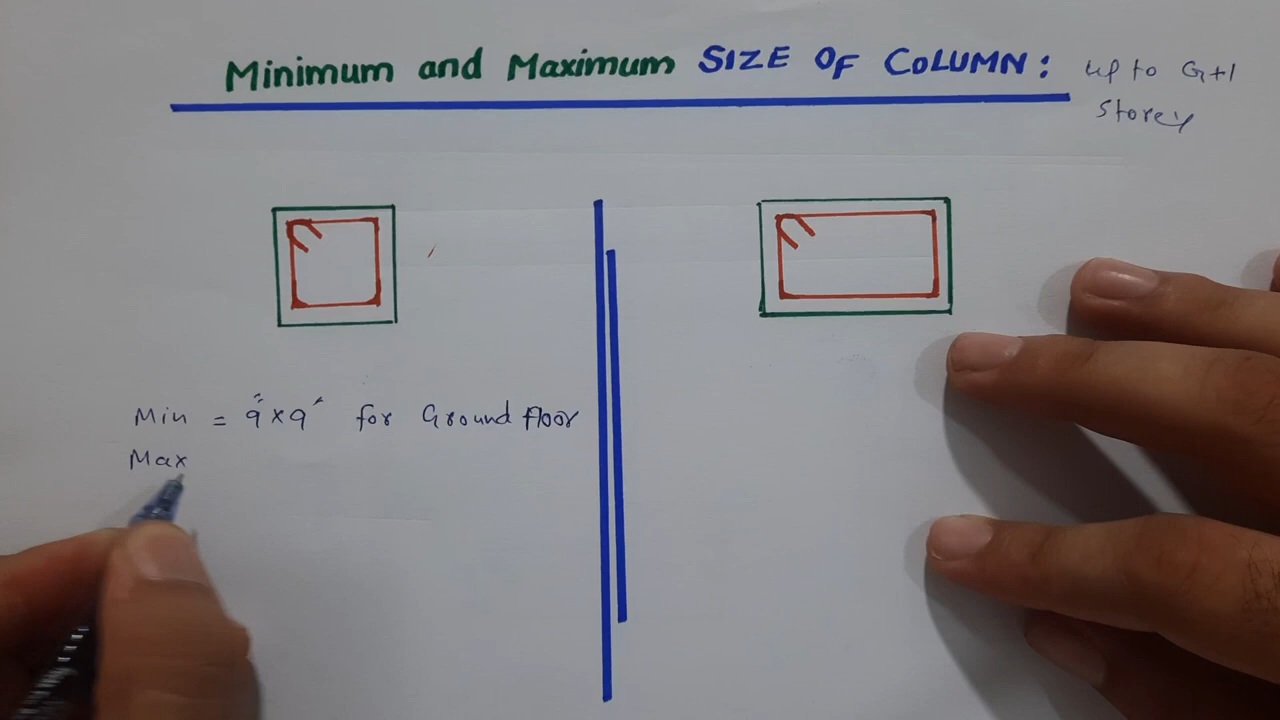 Minimum and Maximum SIZE OF COLUMN: up to G+1
Storey
Min = 9"x9" for Ground floor
Max